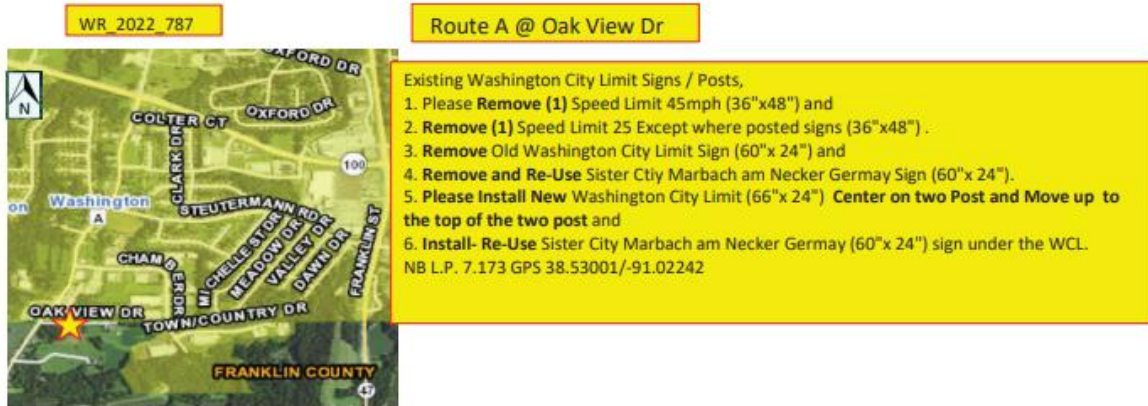 WR_2022_787
Route A @ Oak View Dr
Existing Washington City Limit Signs / Posts,
1. Please Remove (1) Speed Limit 45mph (36"x48") and
2. Remove (1) Speed Limit 25 Except where posted signs (36"x48") .
3. Remove Old Washington City Limit Sign (60"x 24") and
4. Remove and Re-Use Sister Ctiy Marbach am Necker Germay Sign (60"x 24").
5. Please Install New Washington City Limit (66"x 24") Center on two Post and Move up to
the top of the two post and
6. Install- Re-Use Sister City Marbach am Necker Germay (60"x 24") sign under the WCL.
NB L.P. 7.173 GPS 38.53001/-91.02242
N
OXFORD DR
OXFORD DR
COLTER CT
CLARK DR
100
on
Washington
A
STEUTERMANN RD
FRANKLIN ST
CHAMBER DR
MICHELLE ST DR
MEADOW DR
VALLEY DR
DAWN DR
OAK VIEW DR
TOWN/COUNTRY DR
FRANKLIN COUNTY
47